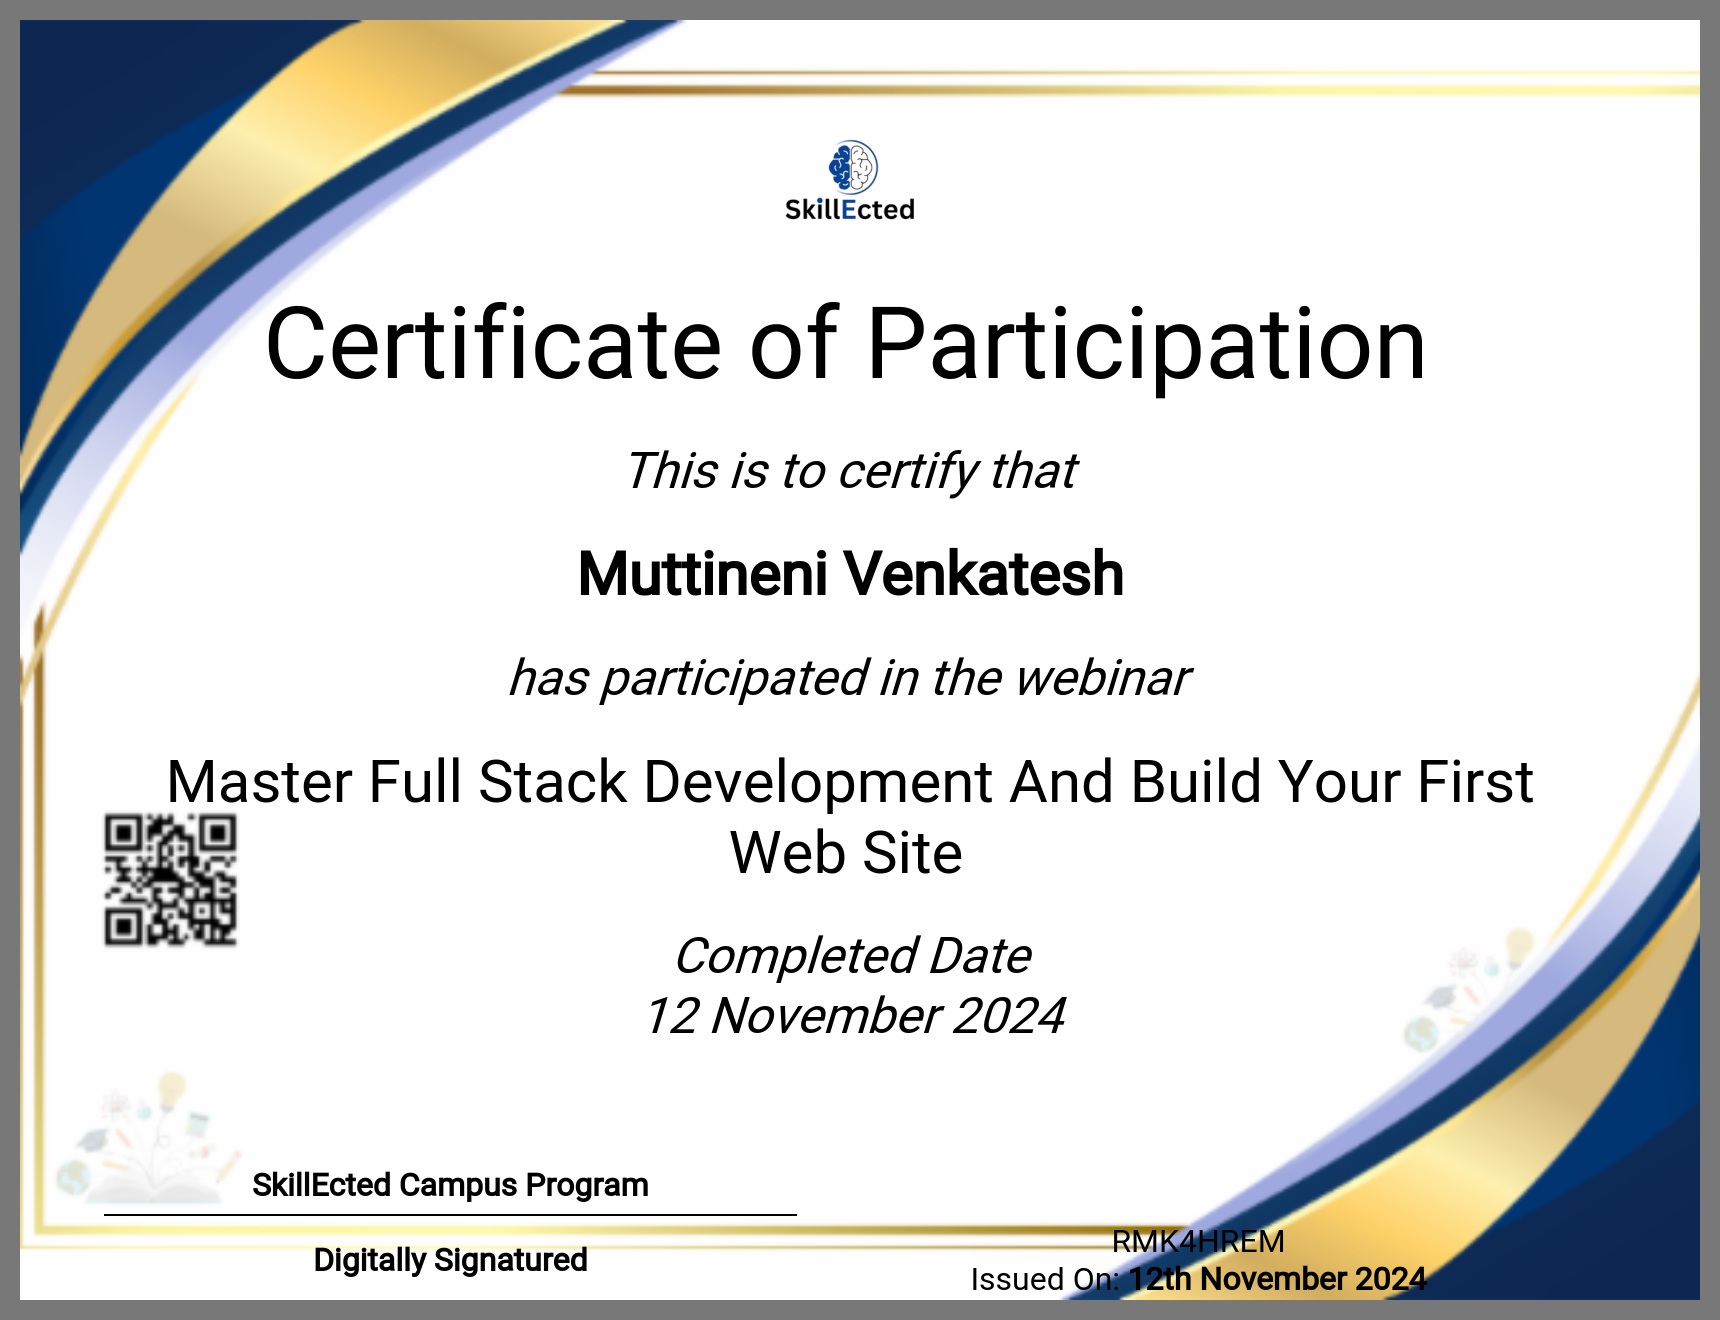 SkillEcted
Certificate of Participation
This is to certify that
Muttineni Venkatesh
has participated in the webinar
Master Full Stack Development And Build Your First
Web Site
Completed Date
12 November 2024
SkillEcted Campus Program
Digitally Signatured
RMK4HREM
Issued On: 12th November 2024